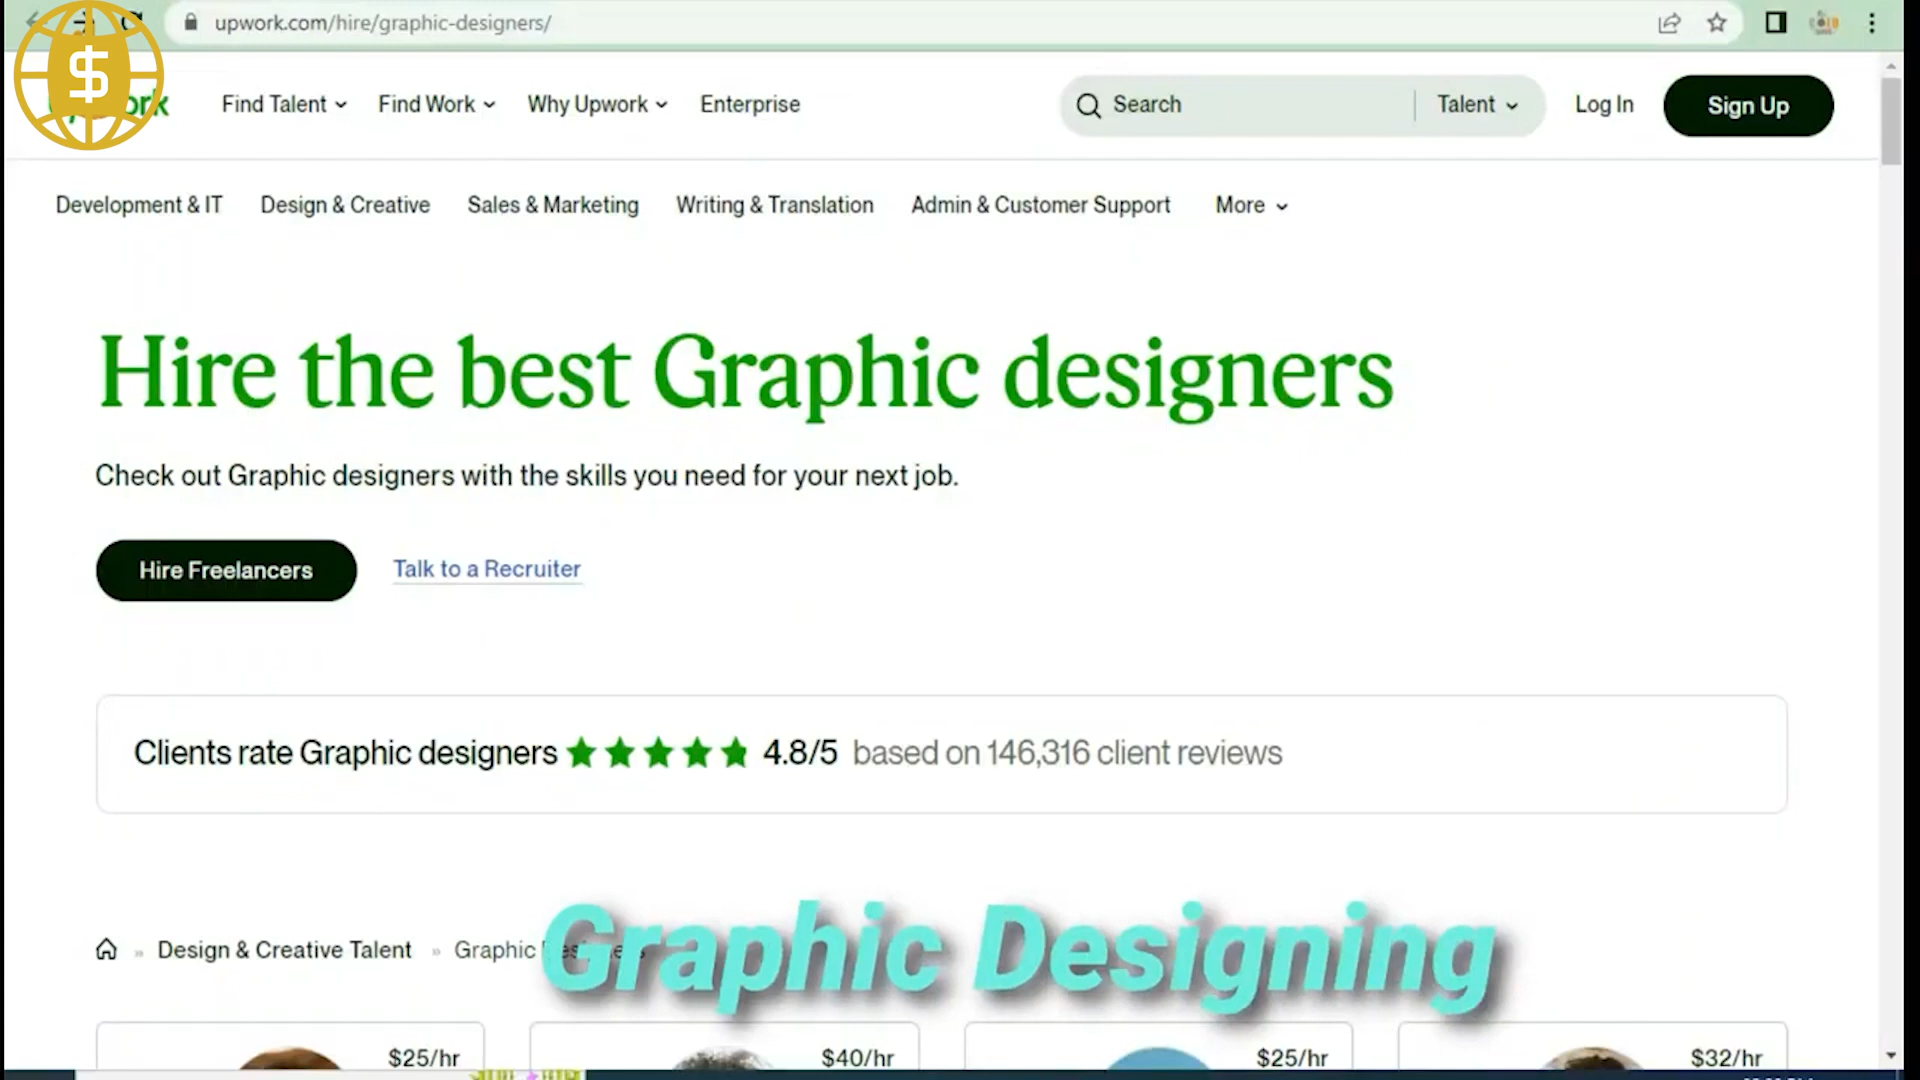 upwork.com/hire/graphic-designers/
$
Find Talent Find Work Why Upwork Enterprise Search Talent Log In Sign Up
Development & IT Design & Creative Sales & Marketing Writing & Translation Admin & Customer Support More
Hire the best Graphic designers
Check out Graphic designers with the skills you need for your next job.
Hire Freelancers Talk to a Recruiter
Clients rate Graphic designers 4.8/5 based on 146,316 client reviews
» Design & Creative Talent » Graphic
Graphic Designing
$25/hr $40/hr $25/hr $32/hr